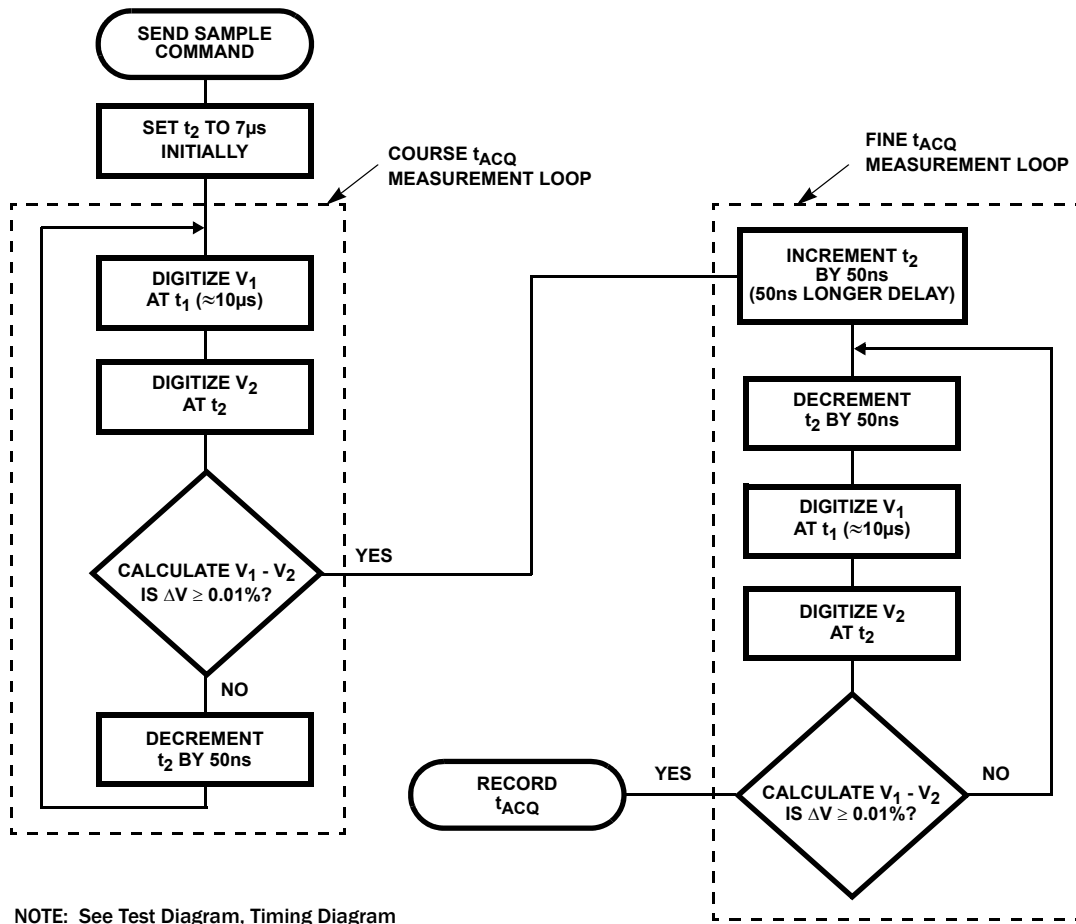 SEND SAMPLE
COMMAND
SET t2 TO 7µs
INITIALLY
COURSE tACQ
MEASUREMENT LOOP
DIGITIZE V1
AT t1 (≈10µs)
DIGITIZE V2
AT t2
CALCULATE V1 - V2
IS ∆V ≥ 0.01%?
YES
NO
DECREMENT
t2 BY 50ns
FINE tACQ
MEASUREMENT LOOP
INCREMENT t2
BY 50ns
(50ns LONGER DELAY)
DECREMENT
t2 BY 50ns
DIGITIZE V1
AT t1 (≈10µs)
DIGITIZE V2
AT t2
CALCULATE V1 - V2
IS ∆V ≥ 0.01%?
NO
YES
RECORD
tACQ
NOTE: See Test Diagram, Timing Diagram